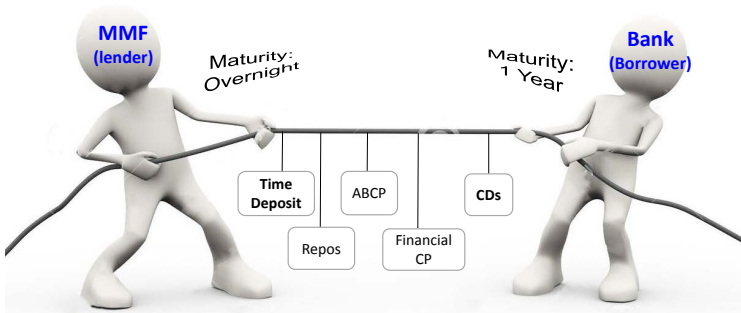 MMF
(lender)
Maturity:
Overnight
Maturity:
1 Year
Bank
(Borrower)
Time
Deposit
Repos
ABCP
Financial
CP
CDs